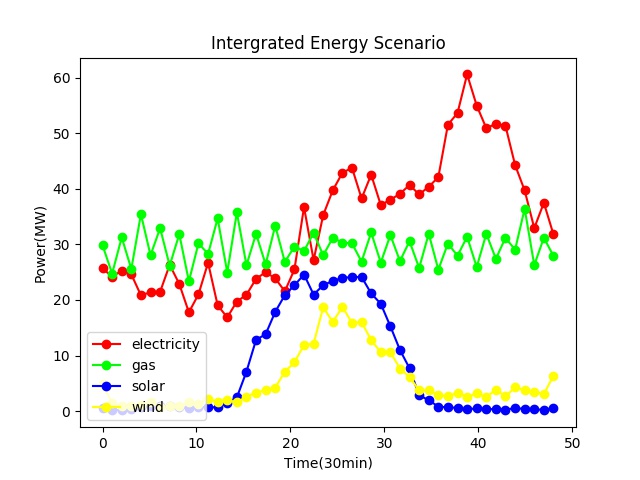 Intergrated Energy Scenario
Power(MW)
60
50
40
30
20
10
0
electricity
gas
solar
wind
0 10 20 30 40 50
Time(30min)